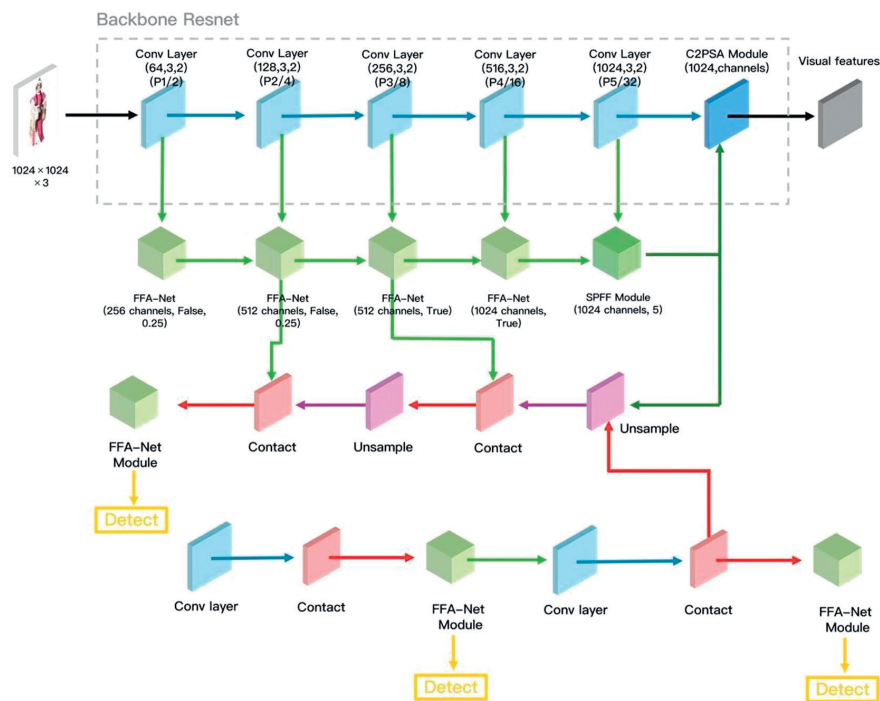 Backbone Resnet
Conv Layer
(64,3,2)
(P1/2)
Conv Layer
(128,3,2)
(P2/4)
Conv Layer
(256,3,2)
(P3/8)
Conv Layer
(516,3,2)
(P4/16)
Conv Layer
(1024,3,2)
(P5/32)
C2PSA Module
(1024,channels)
Visual features
1024×1024
×3
FFA-Net
(256 channels, False,
0.25)
FFA-Net
(512 channels, False,
0.25)
FFA-Net
(512 channels, True)
FFA-Net
(1024 channels,
True)
SPFF Module
(1024 channels, 5)
FFA-Net
Module
Contact
Unsample
Contact
Unsample
Detect
Conv layer
Contact
FFA-Net
Module
Conv layer
Contact
FFA-Net
Module
Detect
Detect